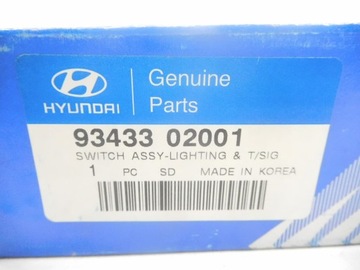 HYUNDAI
Genuine
Parts
93433 02001
SWITCH ASSY-LIGHTING & T/SIG
1 PC SD MADE IN KOREA